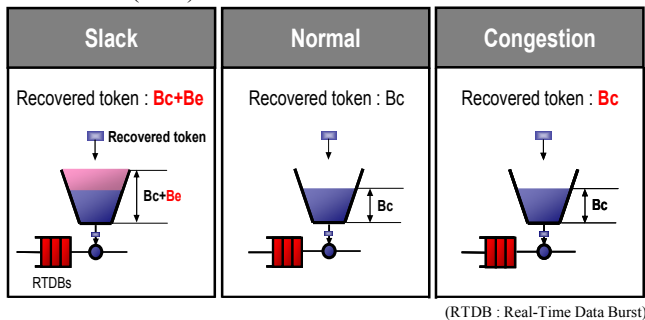 Slack
Normal
Congestion
Recovered token : Bc+Be
Recovered token : Bc
Recovered token : Bc
Recovered token
Bc+Be
Bc
Bc
RTDBs
(RTDB : Real-Time Data Burst)